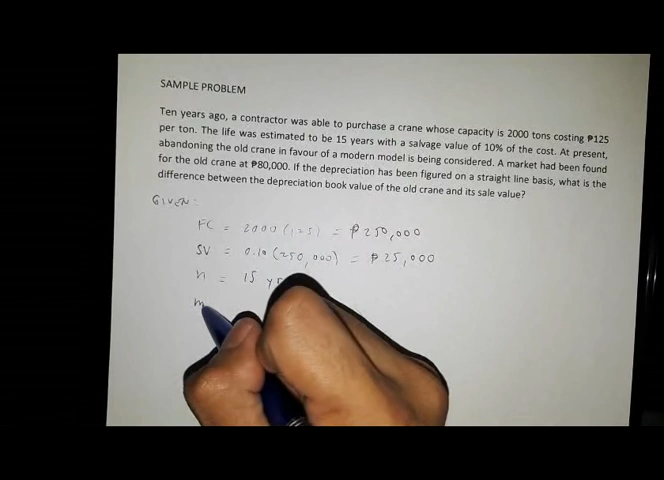 SAMPLE PROBLEM
Ten years ago, a contractor was able to purchase a crane whose capacity is 2000 tons costing ₱125
per ton. The life was estimated to be 15 years with a salvage value of 10% of the cost. At present,
abandoning the old crane in favour of a modern model is being considered. A market had been found
for the old crane at ₱80,000. If the depreciation has been figured on a straight line basis, what is the
difference between the depreciation book value of the old crane and its sale value?
GIVEN:
FC = 2000 (125) = ₱250,000
SV = 0.10 (250,000) = ₱25,000
n = 15 yrs
m